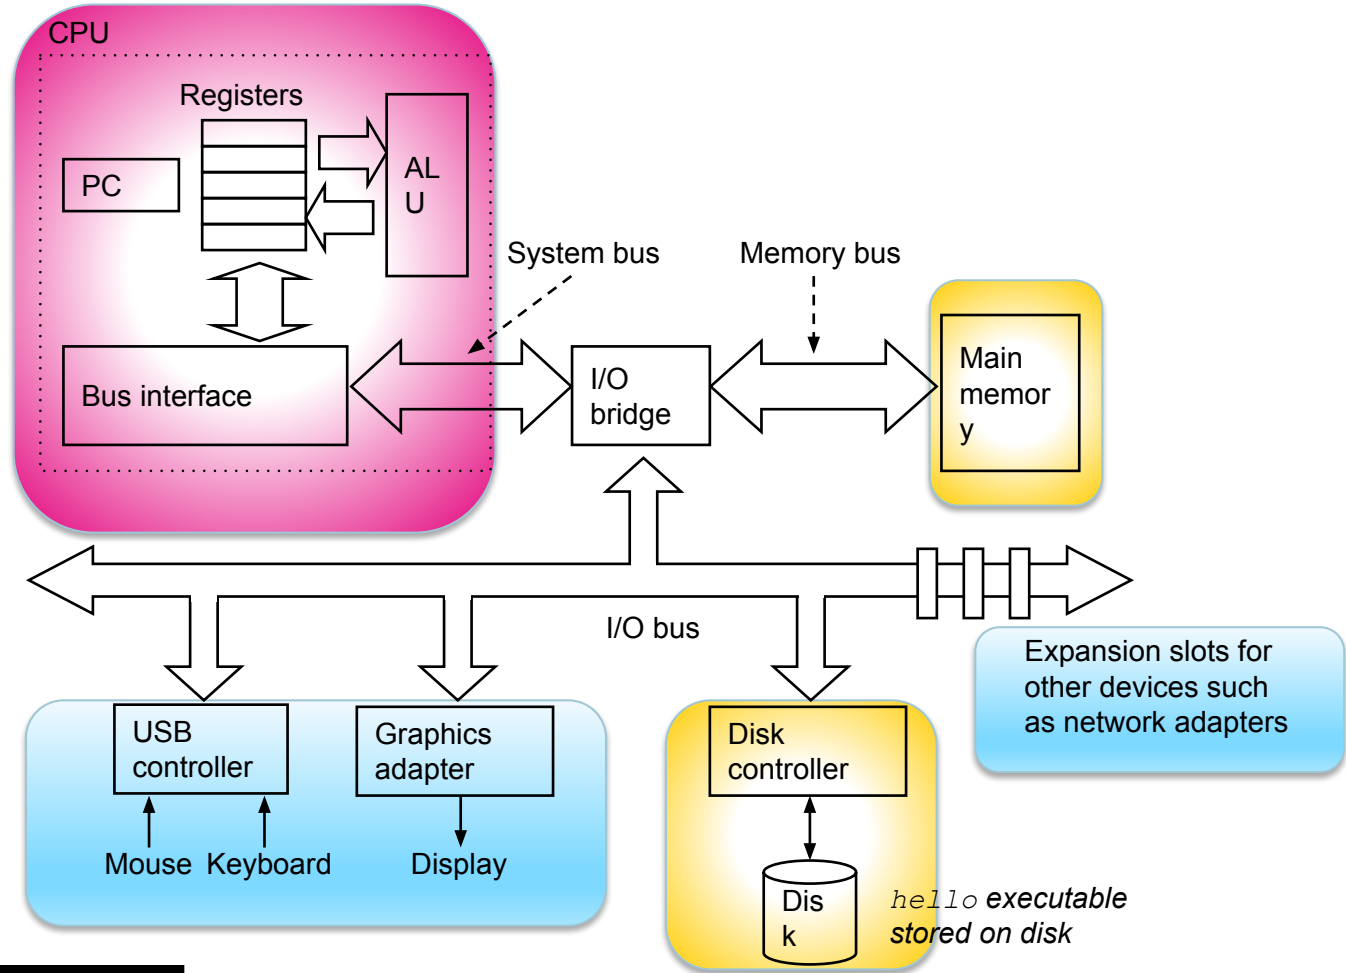 CPU
Registers
PC
AL
U
System bus
Memory bus
Bus interface
I/O
bridge
Main
memor
y
I/O bus
Expansion slots for
other devices such
as network adapters
USB
controller
Graphics
adapter
Disk
controller
Mouse
Keyboard
Display
Dis
k
hello executable
stored on disk